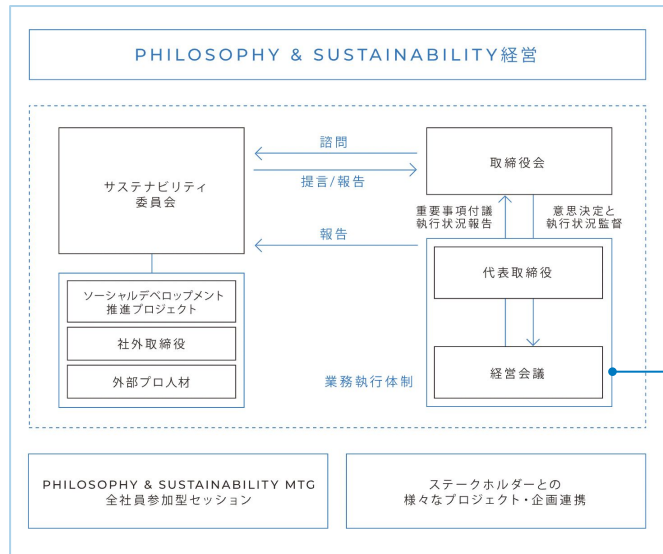 PHILOSOPHY & SUSTAINABILITY経営
サステナビリティ
委員会
諮問
提言/報告
取締役会
重要事項付議
執行状況報告
意思決定と
執行状況監督
報告
代表取締役
ソーシャルデベロップメント
推進プロジェクト
社外取締役
外部プロ人材
業務執行体制
経営会議
PHILOSOPHY & SUSTAINABILITY MTG
全社員参加型セッション
ステークホルダーとの
様々なプロジェクト・企画連携